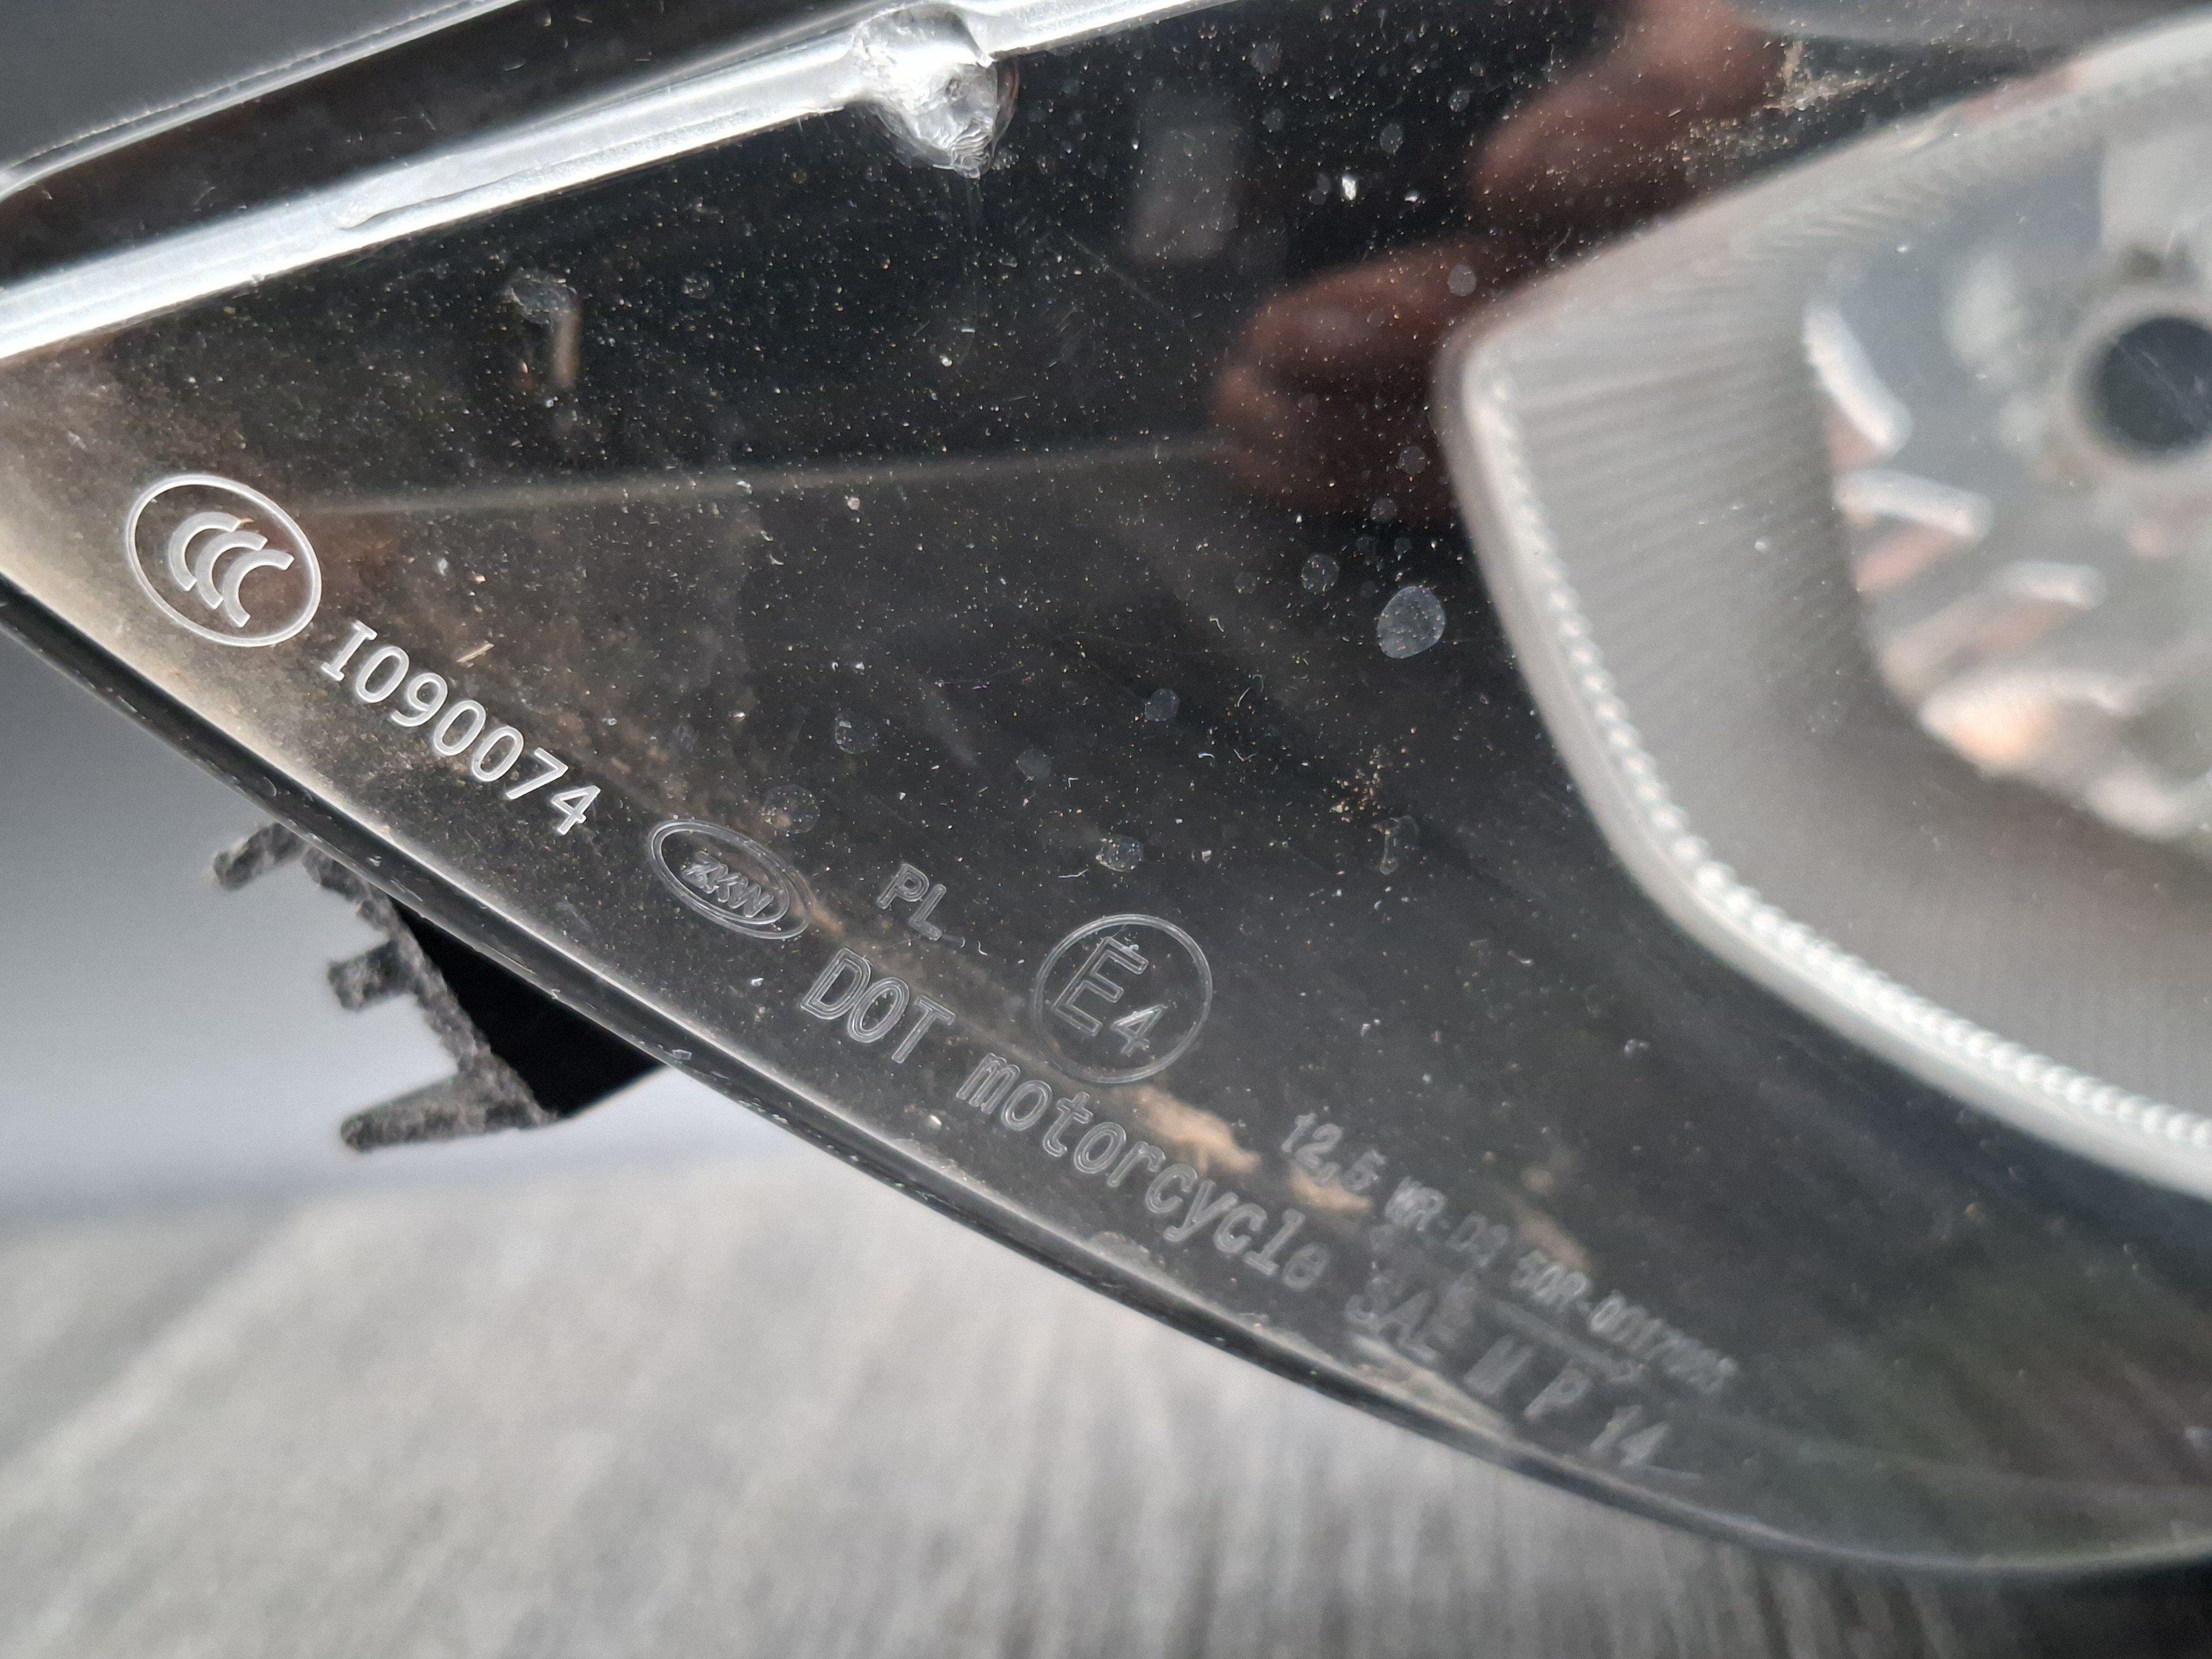 CCC
I090074
ZKW
PL
E4
DOT motorcycle SAE M P 14
12,5